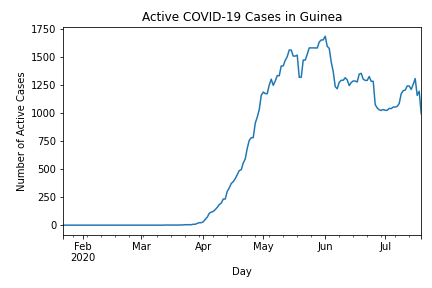 Active COVID-19 Cases in Guinea
1750
1500
1250
1000
750
500
250
0
Number of Active Cases
Feb Mar Apr May Jun Jul
2020
Day